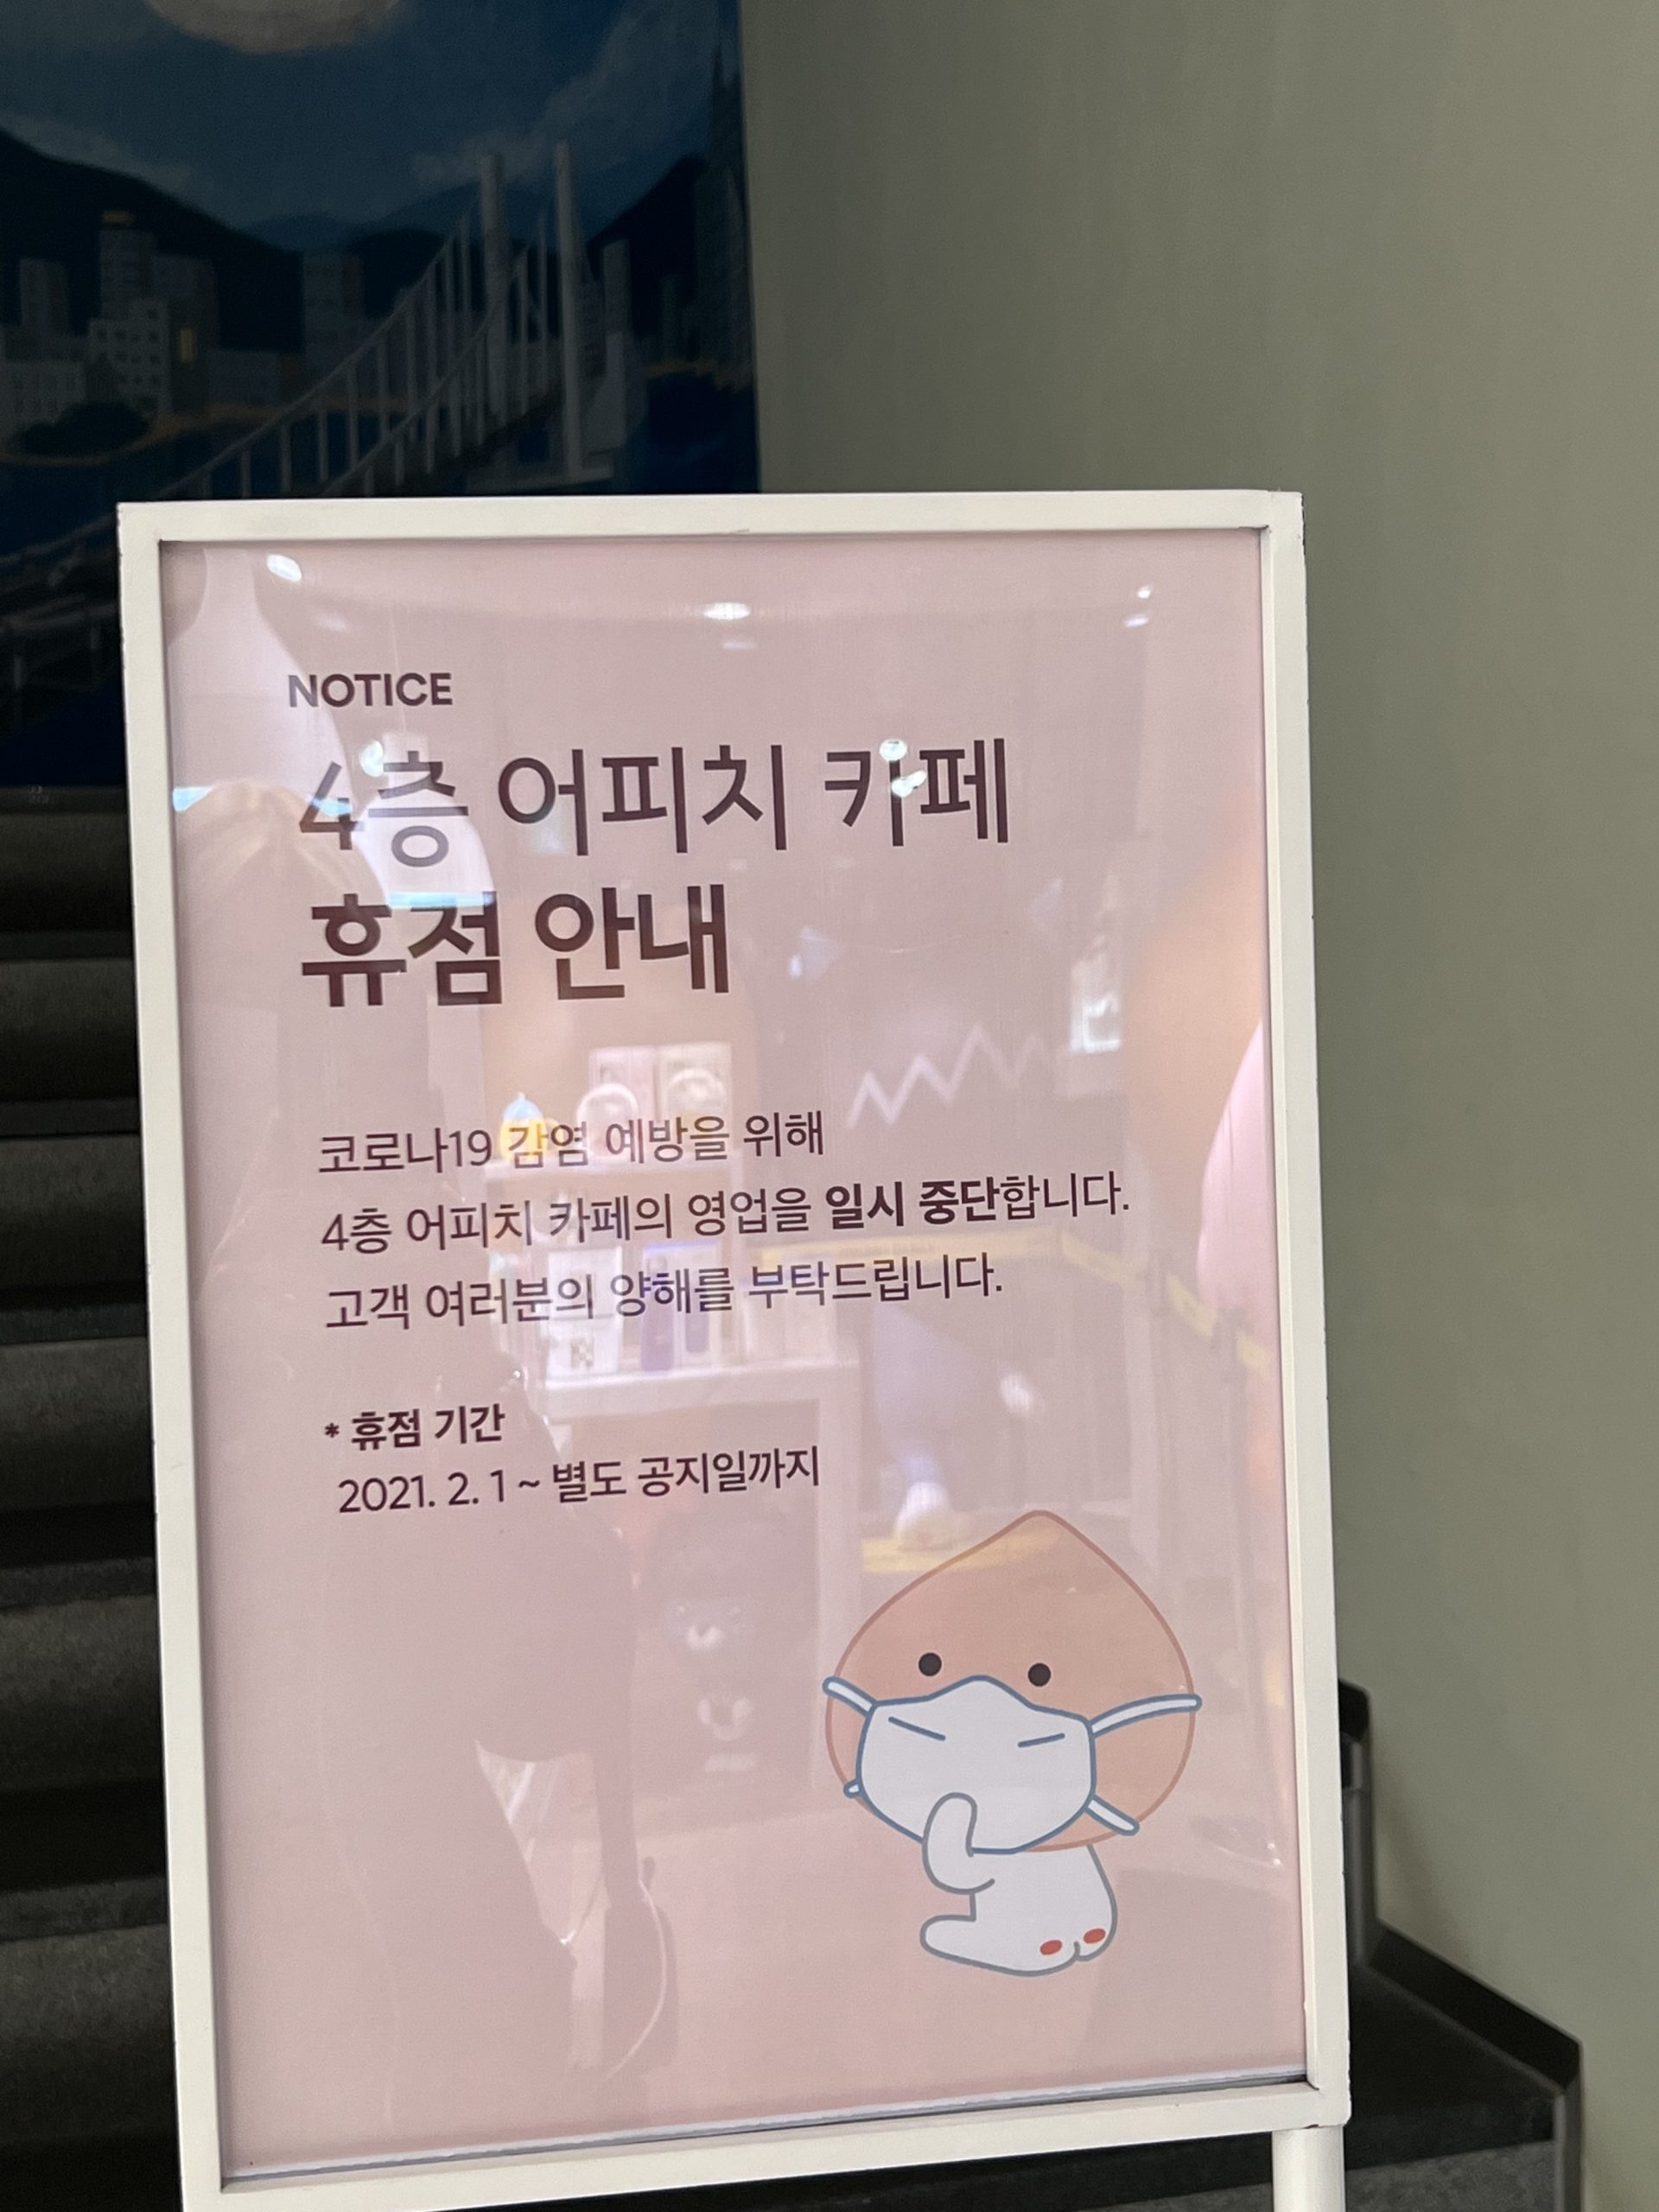 NOTICE
4층 어피치 카페
휴점 안내
코로나19 감염 예방을 위해
4층 어피치 카페의 영업을 일시 중단합니다.
고객 여러분의 양해를 부탁드립니다.
* 휴점 기간
2021. 2. 1 ~ 별도 공지일까지